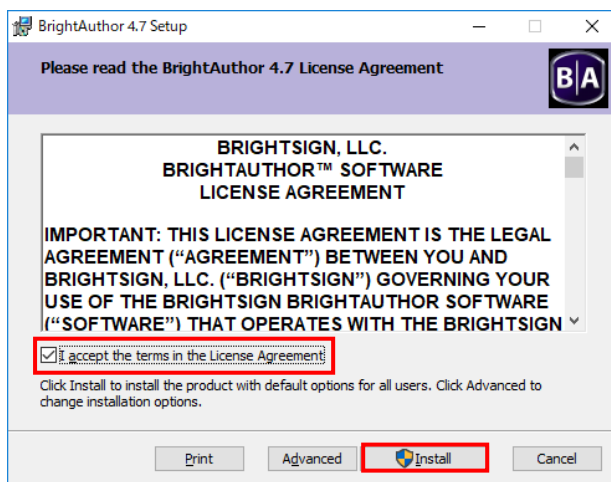 BrightAuthor 4.7 Setup
Please read the BrightAuthor 4.7 License Agreement
B|A
BRIGHTSIGN, LLC.
BRIGHTAUTHOR™ SOFTWARE
LICENSE AGREEMENT
IMPORTANT: THIS LICENSE AGREEMENT IS THE LEGAL
AGREEMENT (“AGREEMENT”) BETWEEN YOU AND
BRIGHTSIGN, LLC. (“BRIGHTSIGN”) GOVERNING YOUR
USE OF THE BRIGHTSIGN BRIGHTAUTHOR SOFTWARE
(“SOFTWARE”) THAT OPERATES WITH THE BRIGHTSIGN
I accept the terms in the License Agreement
Click Install to install the product with default options for all users. Click Advanced to
change installation options.
Print Advanced Install Cancel